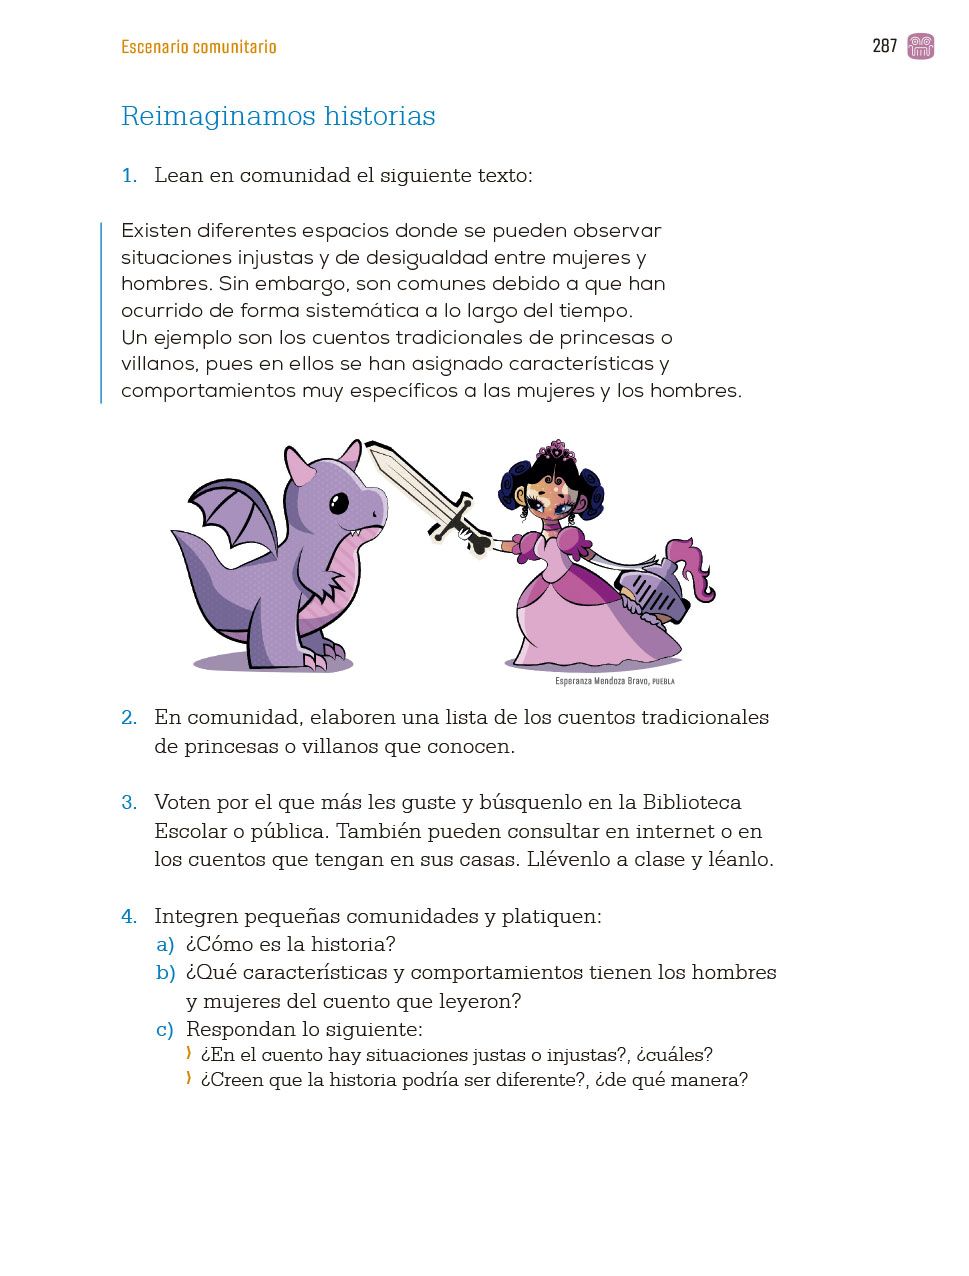 Escenario comunitario
287
Reimaginamos historias
1. Lean en comunidad el siguiente texto:
Existen diferentes espacios donde se pueden observar
situaciones injustas y de desigualdad entre mujeres y
hombres. Sin embargo, son comunes debido a que han
ocurrido de forma sistemática a lo largo del tiempo.
Un ejemplo son los cuentos tradicionales de princesas o
villanos, pues en ellos se han asignado características y
comportamientos muy específicos a las mujeres y los hombres.
Esperanza Mendoza Bravo, PUEBLA
2. En comunidad, elaboren una lista de los cuentos tradicionales
de princesas o villanos que conocen.
3. Voten por el que más les guste y búsquenlo en la Biblioteca
Escolar o pública. También pueden consultar en internet o en
los cuentos que tengan en sus casas. Llévenlo a clase y léanlo.
4. Integren pequeñas comunidades y platiquen:
a) ¿Cómo es la historia?
b) ¿Qué características y comportamientos tienen los hombres
y mujeres del cuento que leyeron?
c) Respondan lo siguiente:
⟩ ¿En el cuento hay situaciones justas o injustas?, ¿cuáles?
⟩ ¿Creen que la historia podría ser diferente?, ¿de qué manera?